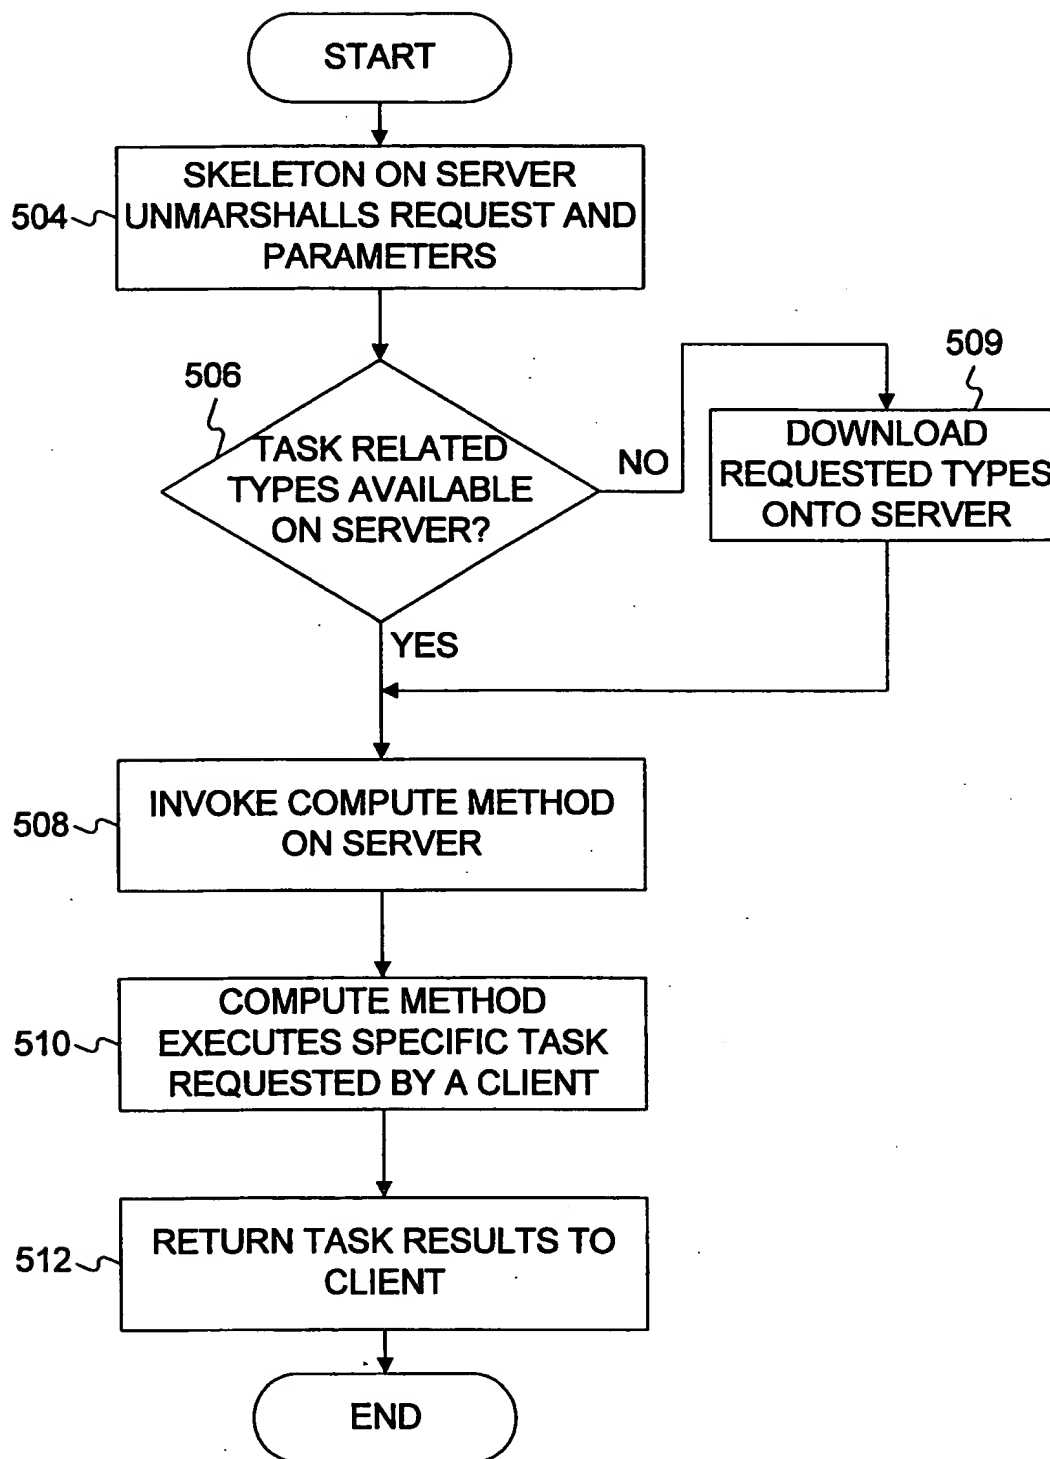 START
SKELETON ON SERVER
UNMARSHALLS REQUEST AND
PARAMETERS
504
506
TASK RELATED
TYPES AVAILABLE
ON SERVER?
NO
509
DOWNLOAD
REQUESTED TYPES
ONTO SERVER
YES
508
INVOKE COMPUTE METHOD
ON SERVER
510
COMPUTE METHOD
EXECUTES SPECIFIC TASK
REQUESTED BY A CLIENT
512
RETURN TASK RESULTS TO
CLIENT
END